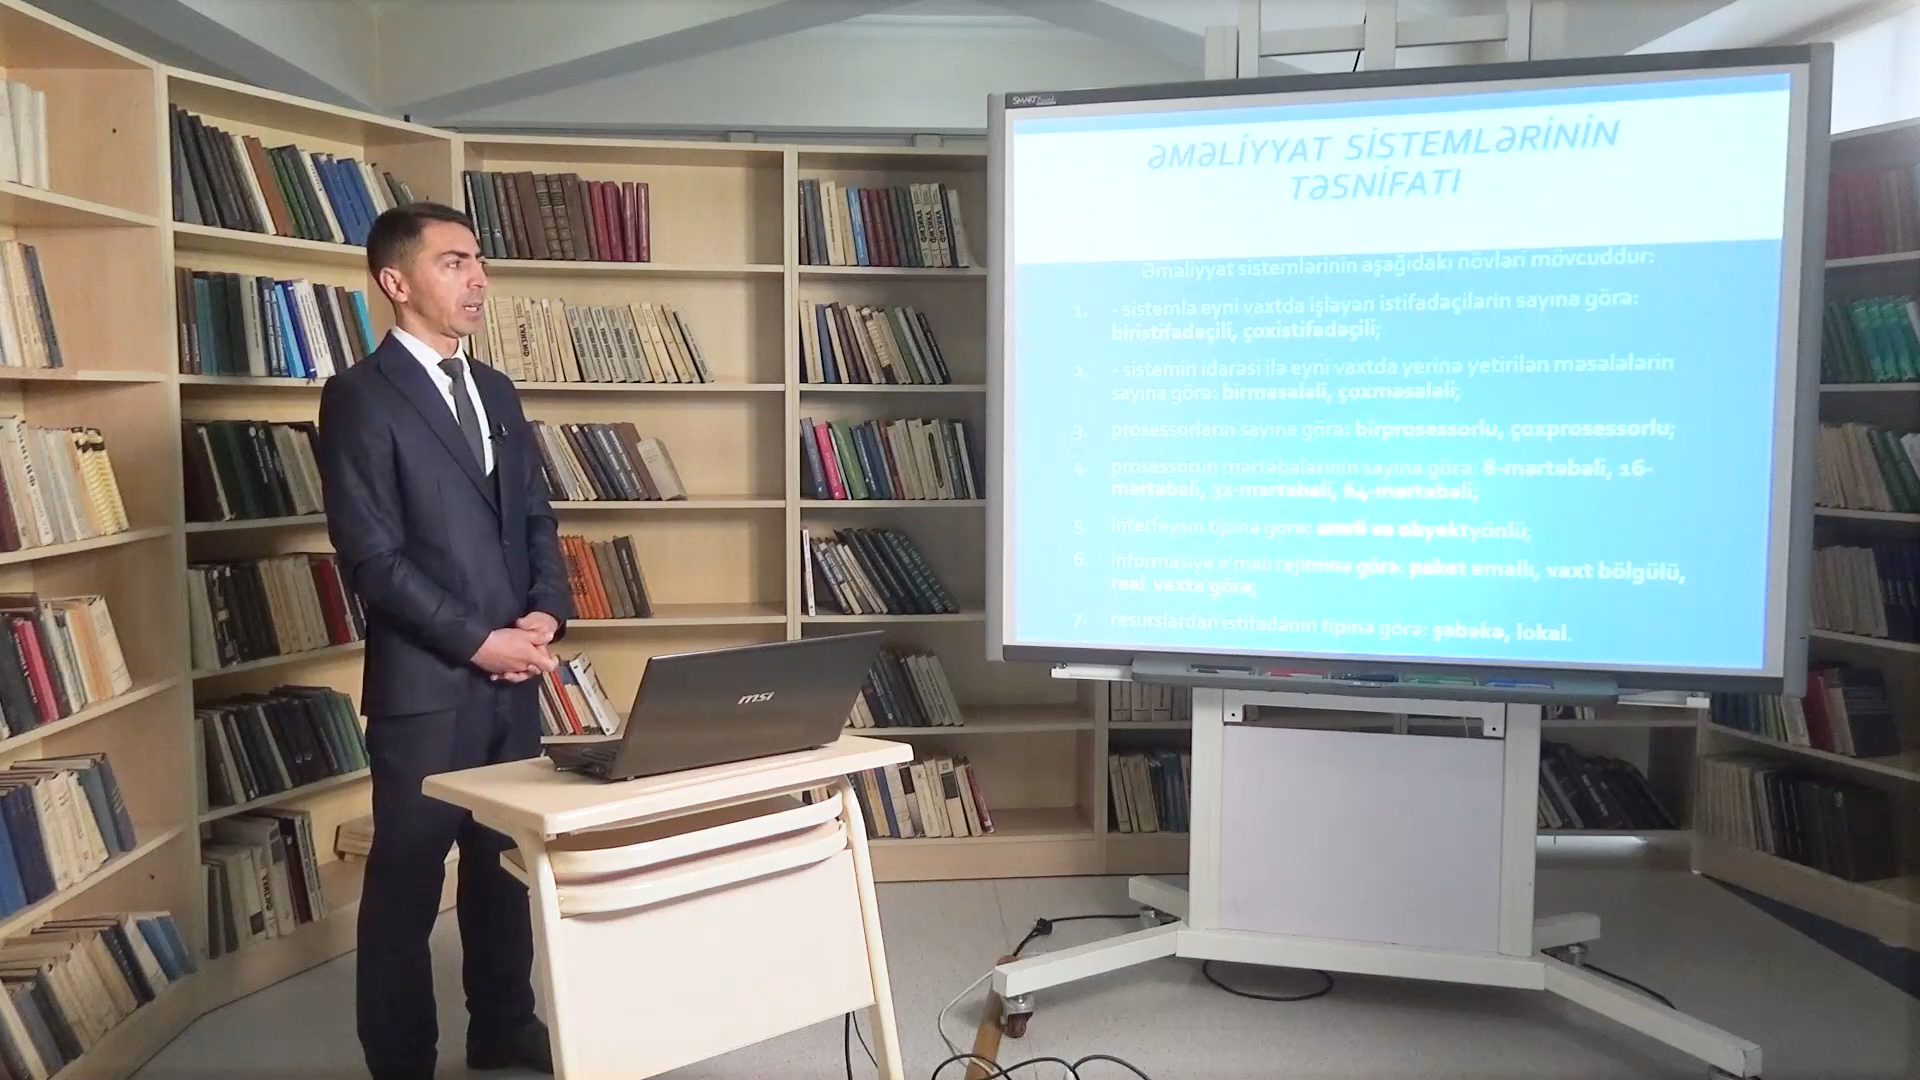 SMART Board
ƏMƏLİYYAT SİSTEMLƏRİNİN
TƏSNİFATI
Əməliyyat sistemlərinin aşağıdakı növləri mövcuddur:
1. - sistemlə eyni vaxtda işləyən istifadəçilərin sayına görə:
biristifadəçili, çoxistifadəçili;
2. - sistemin idarəsi ilə eyni vaxtda yerinə yetirilən məsələlərin
sayına görə: birməsələli, çoxməsələli;
3. prosessorların sayına görə: birprosessorlu, çoxprosessorlu;
4. prosessorun mərtəbələrinin sayına görə: 8-mərtəbəli, 16-
mərtəbəli, 32-mərtəbəli, 64-mərtəbəli;
5. interfeysin tipinə görə: əmrli və obyektyönlü;
6. informasiya e'malı rejiminə görə: paket emallı, vaxt bölgülü,
real vaxta görə;
7. resurslardan istifadənin tipinə görə: şəbəkə, lokal.
msi